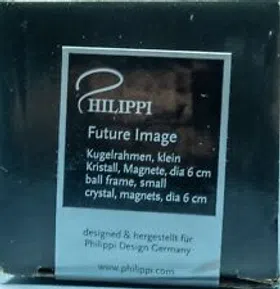 PHILIPPI
Future Image
Kugelrahmen, klein
Kristall, Magnete, dia 6 cm
ball frame, small
crystal, magnets, dia 6 cm
designed & hergestellt für
Philippi Design Germany
www.philippi.com